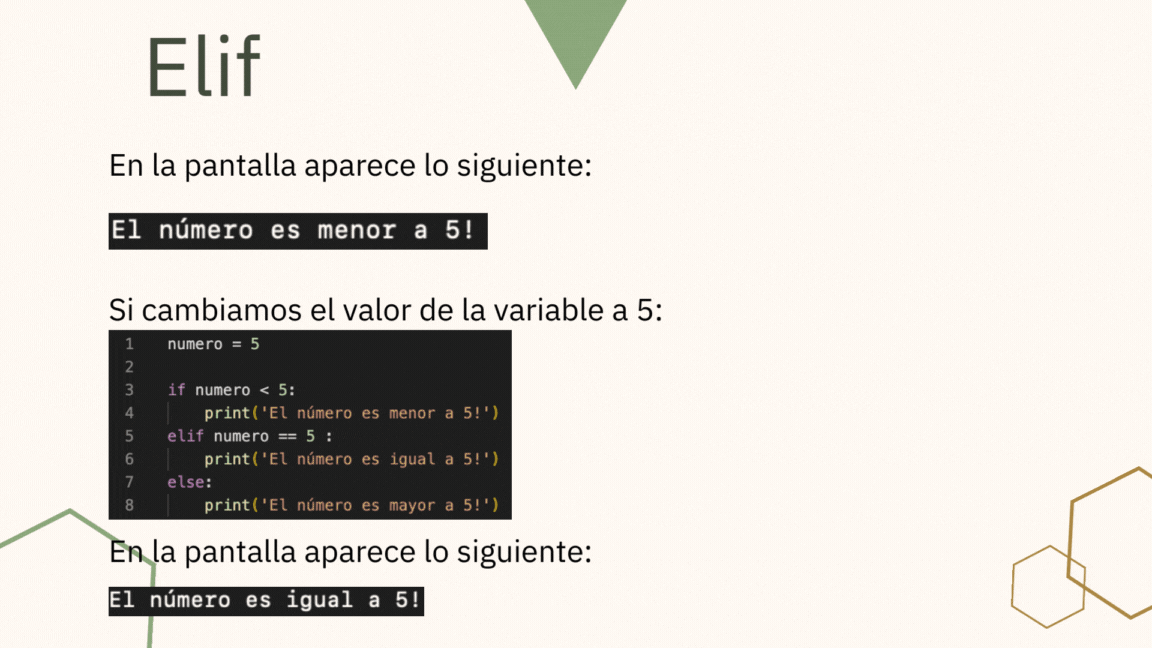 Elif
En la pantalla aparece lo siguiente:
El número es menor a 5!
Si cambiamos el valor de la variable a 5:
1 numero = 5
2
3 if numero < 5:
4 print('El número es menor a 5!')
5 elif numero == 5 :
6 print('El número es igual a 5!')
7 else:
8 print('El número es mayor a 5!')
En la pantalla aparece lo siguiente:
El número es igual a 5!